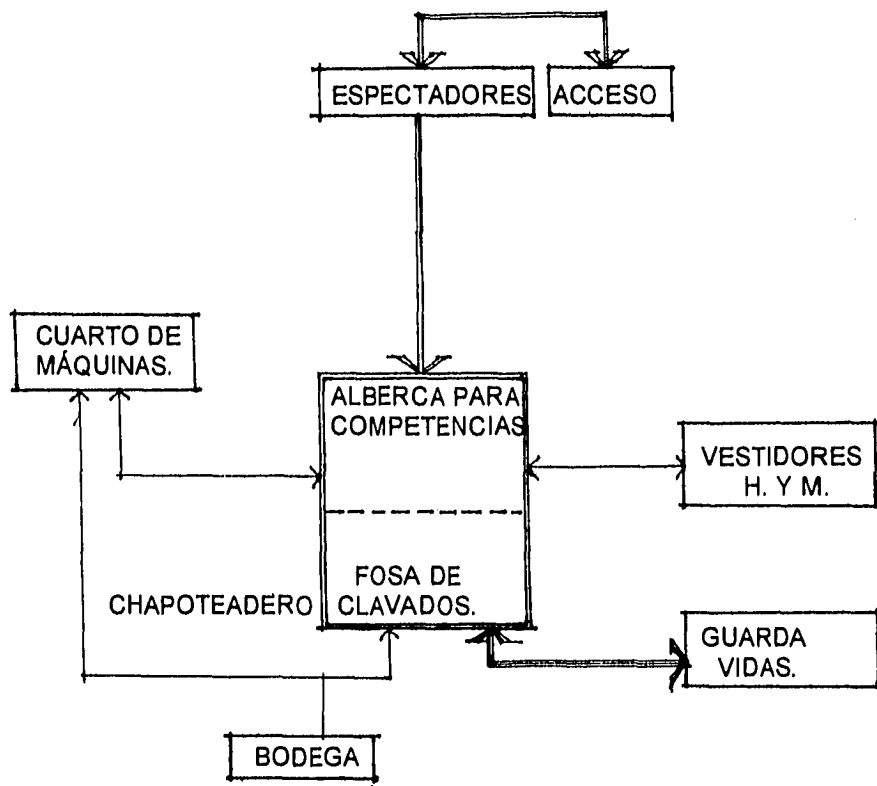 ESPECTADORES
ACCESO
CUARTO DE
MÁQUINAS.
ALBERCA PARA
COMPETENCIAS
VESTIDORES
H. Y M.
FOSA DE
CLAVADOS.
CHAPOTEADERO
GUARDA
VIDAS.
BODEGA